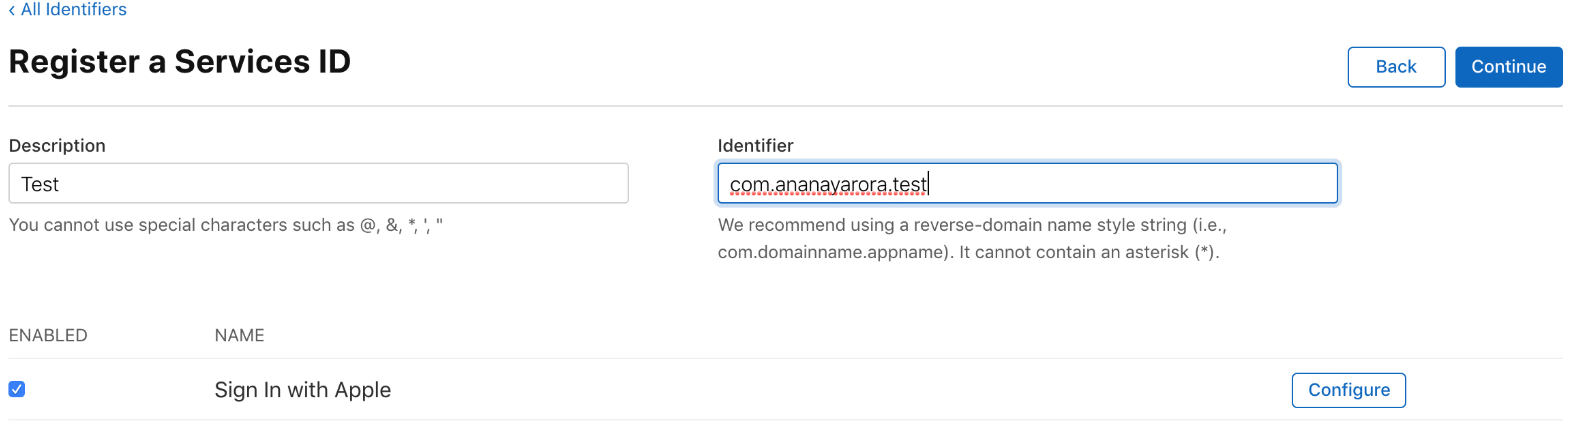 ‹ All Identifiers
Register a Services ID
Back
Continue
Description
Identifier
Test
com.ananayarora.test
You cannot use special characters such as @, &, *, ', "
We recommend using a reverse-domain name style string (i.e.,
com.domainname.appname). It cannot contain an asterisk (*).
ENABLED
NAME
Sign In with Apple
Configure